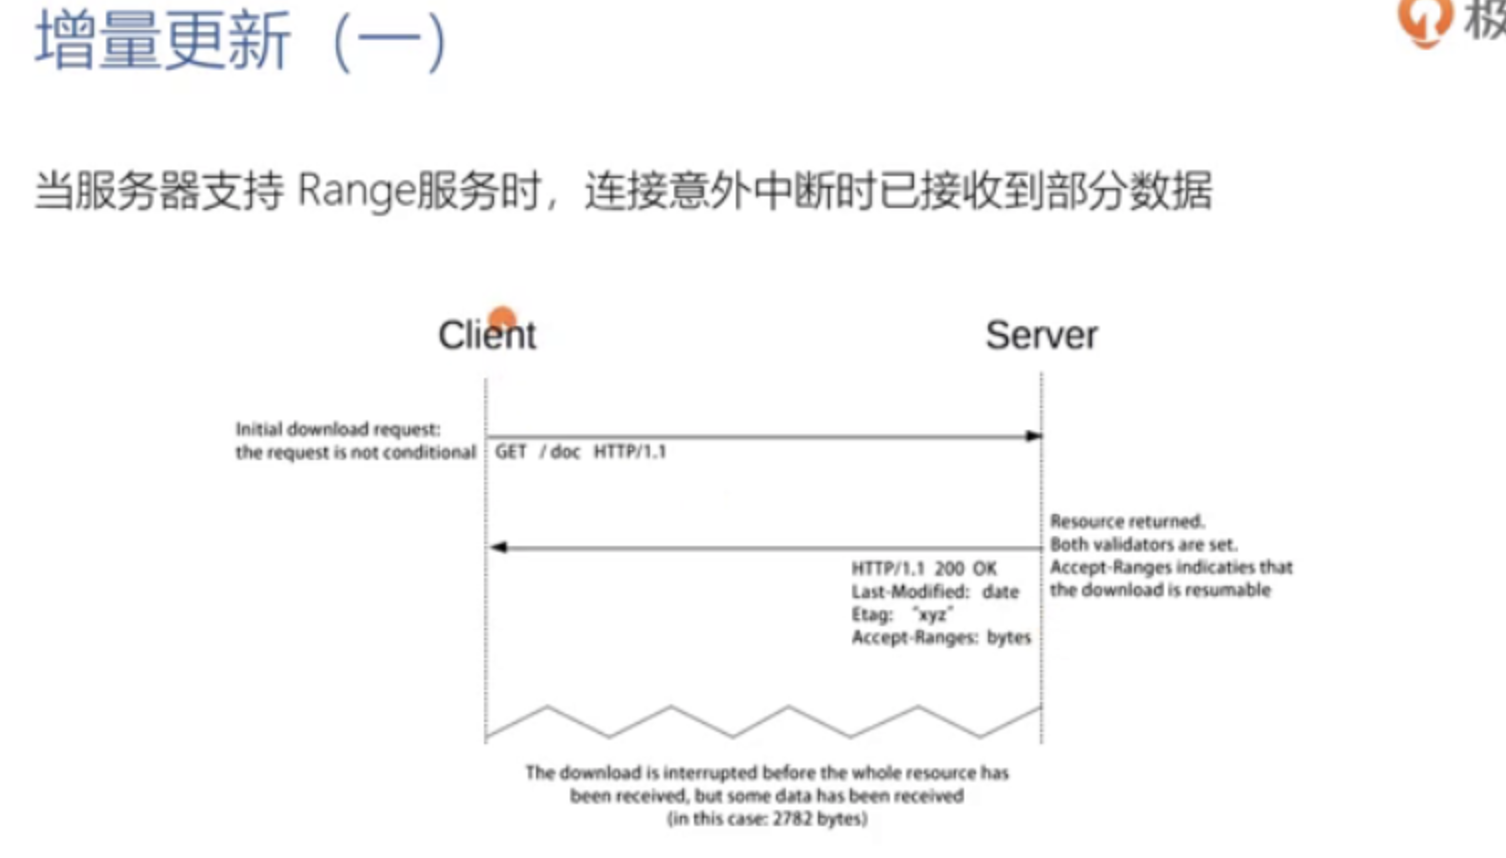 增量更新（一）
极
当服务器支持 Range服务时，连接意外中断时已接收到部分数据
Client
Server
Initial download request:
the request is not conditional
GET /doc HTTP/1.1
Resource returned.
Both validators are set.
Accept-Ranges indicaties that
the download is resumable
HTTP/1.1 200 OK
Last-Modified: date
Etag: "xyz"
Accept-Ranges: bytes
The download is interrupted before the whole resource has
been received, but some data has been received
(in this case: 2782 bytes)